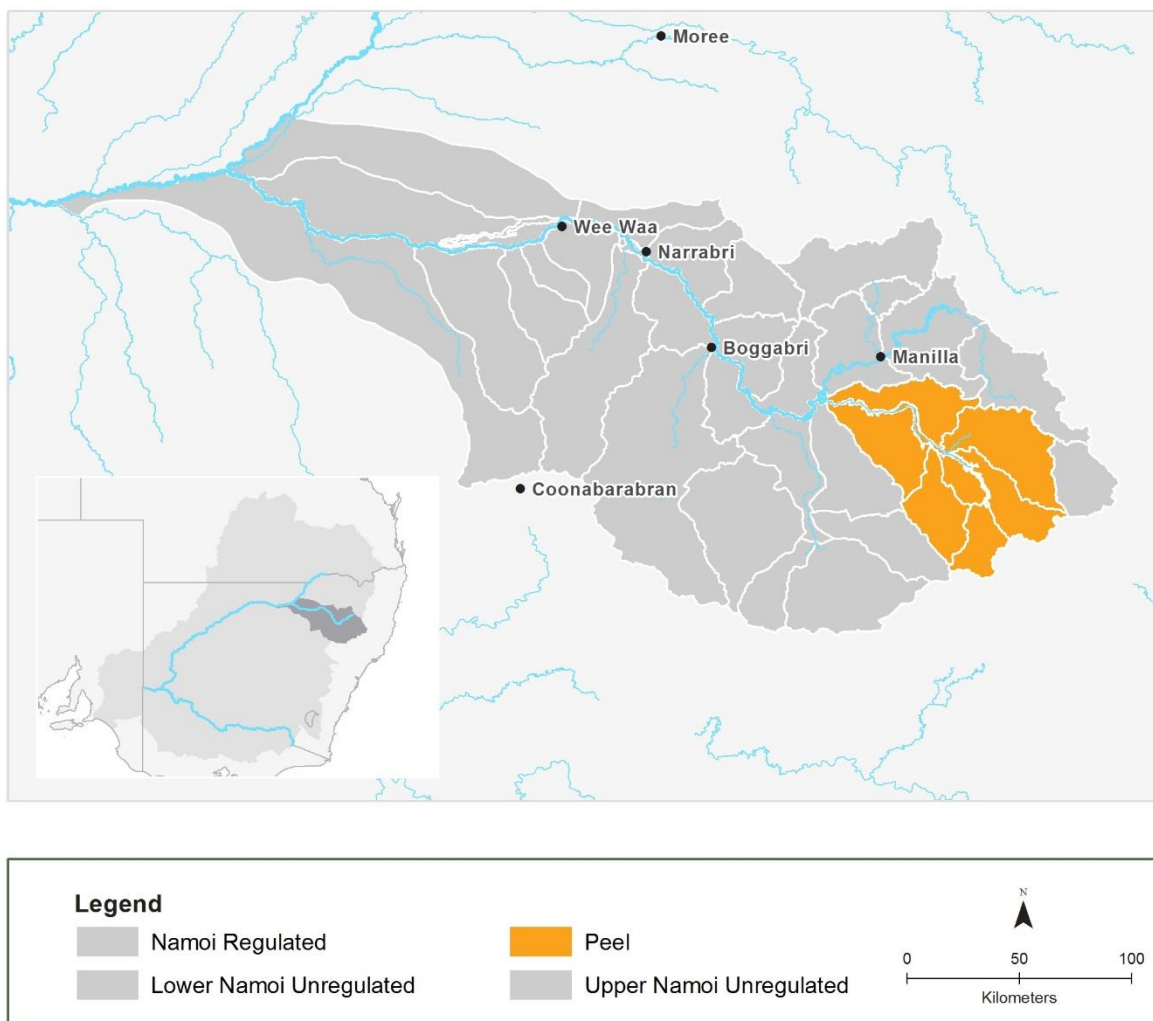 Moree
Wee Waa
Narrabri
Boggabri
Manilla
Coonabarabran
Legend
Namoi Regulated
Peel
Lower Namoi Unregulated
Upper Namoi Unregulated
N
0 50 100
Kilometers